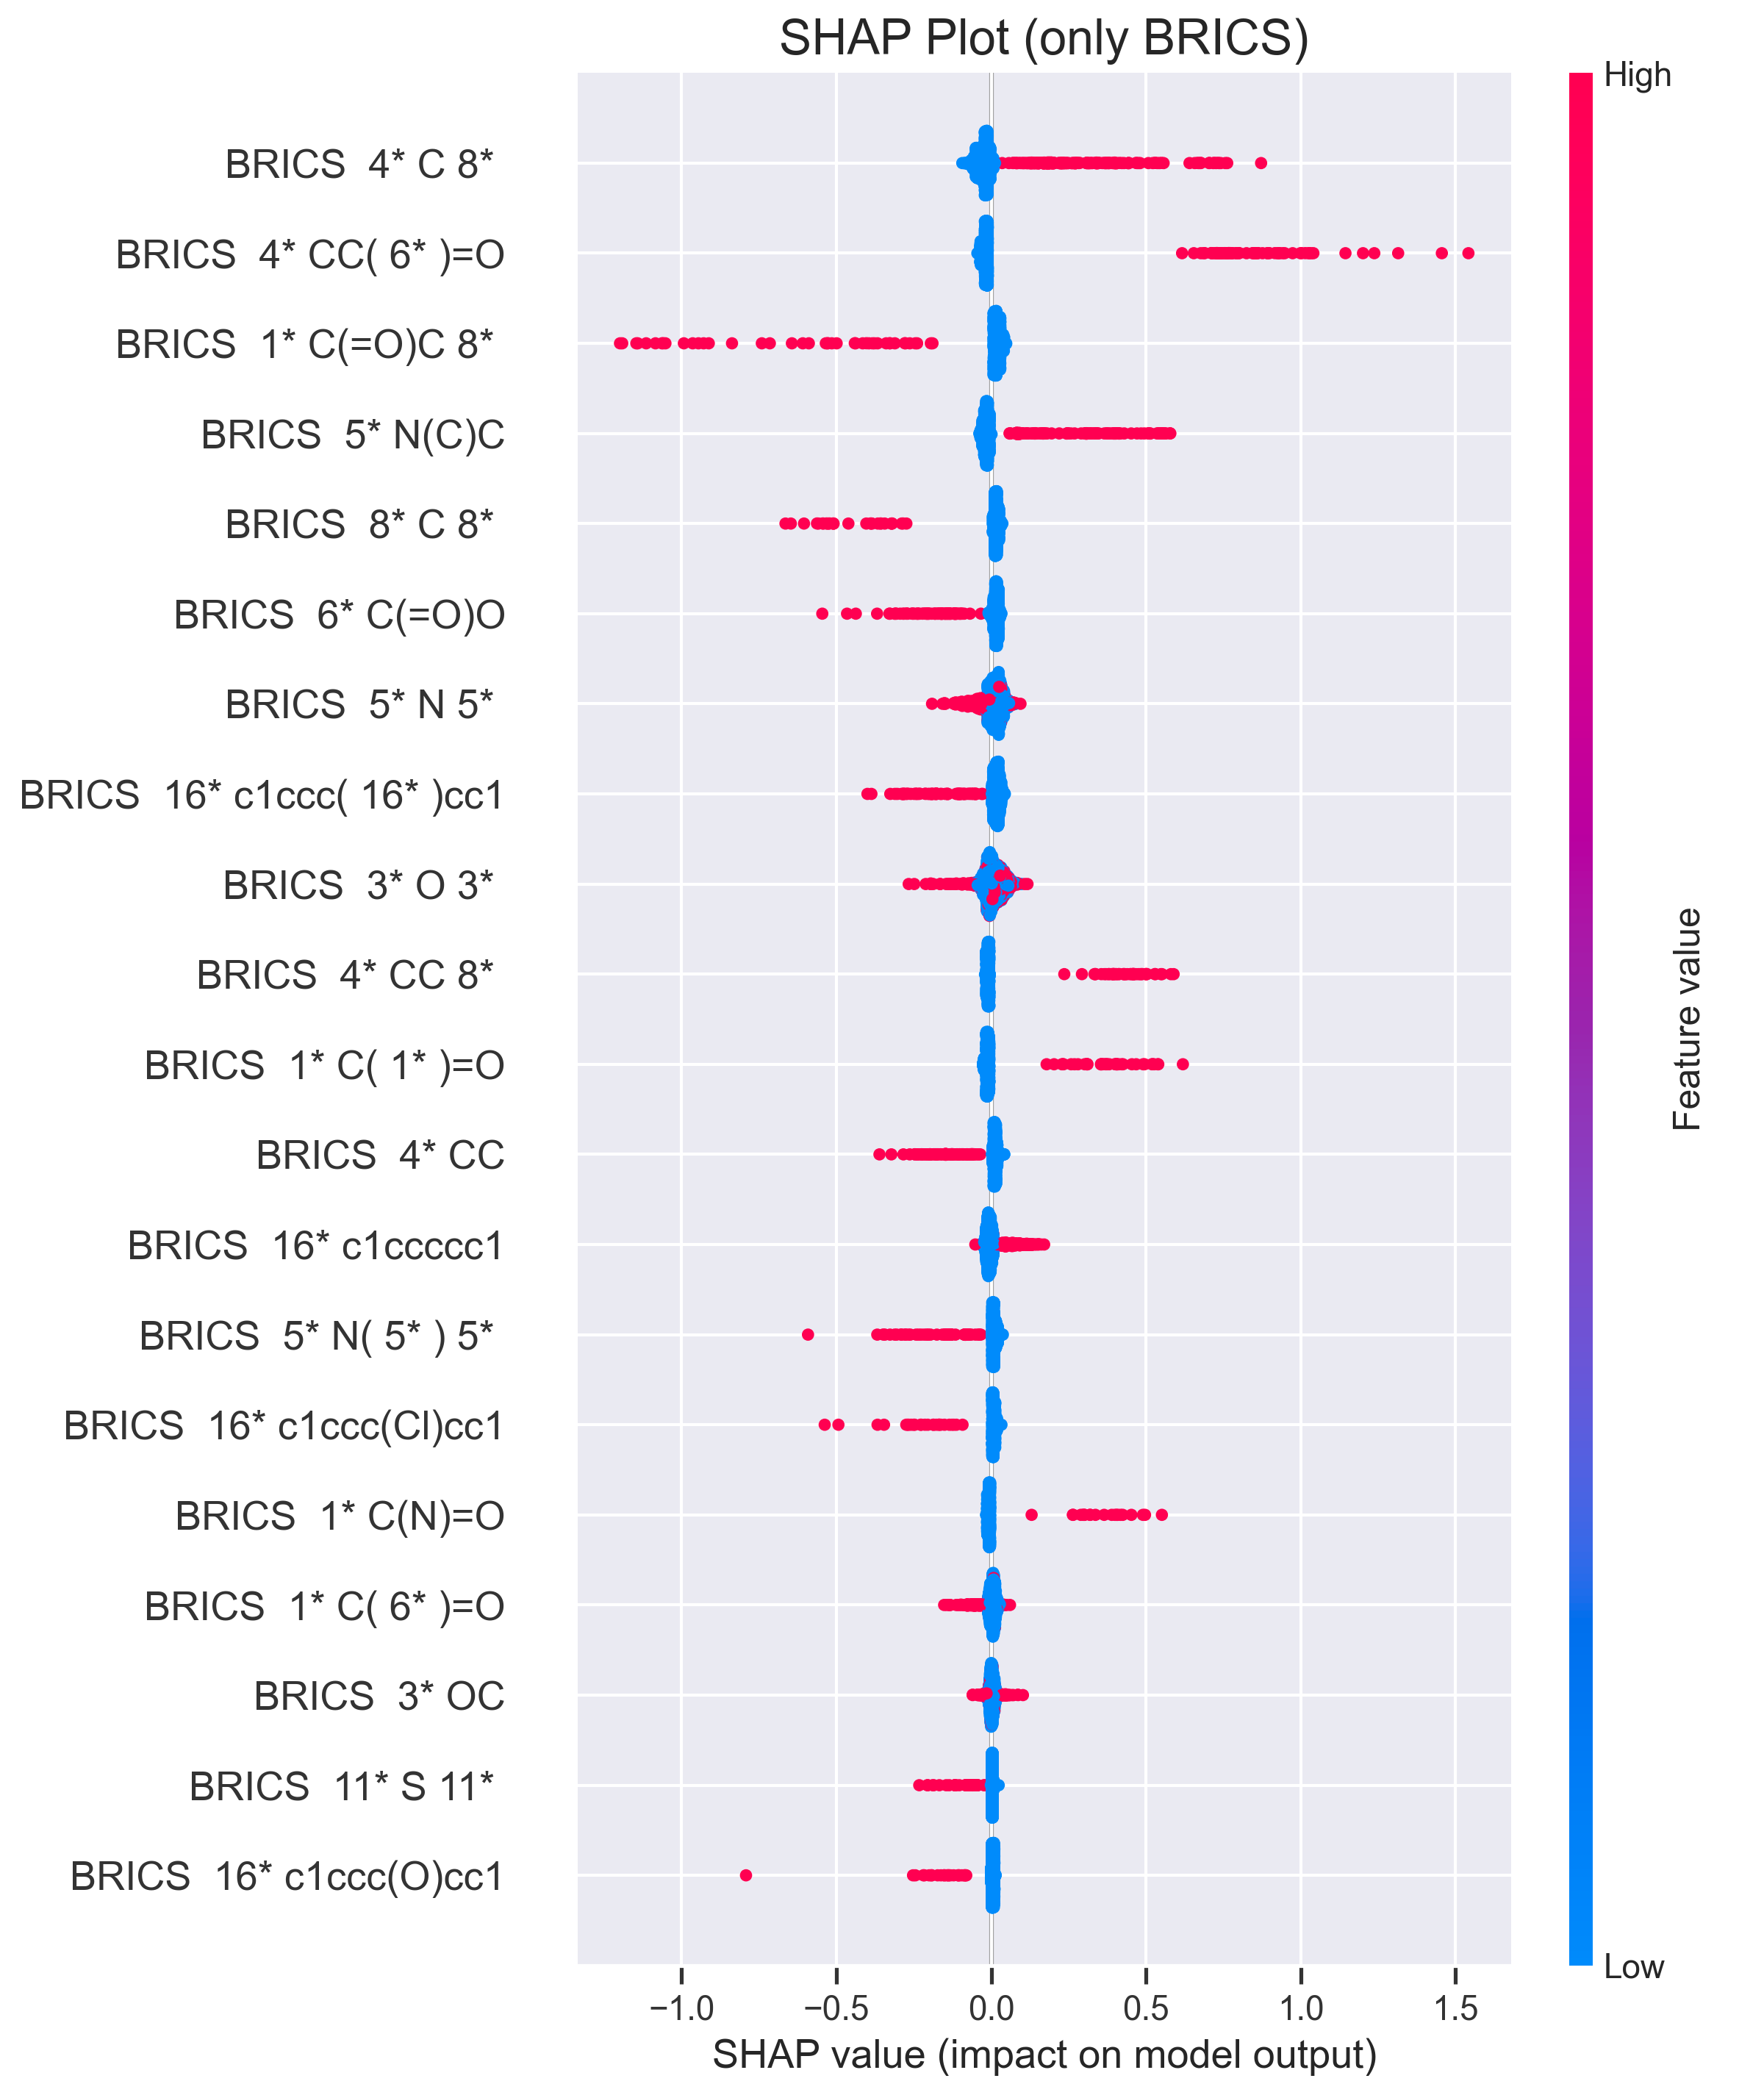 SHAP Plot (only BRICS)
High
BRICS  4* C 8*
BRICS  4* CC( 6* )=O
BRICS  1* C(=O)C 8*
BRICS  5* N(C)C
BRICS  8* C 8*
BRICS  6* C(=O)O
BRICS  5* N 5*
BRICS  16* c1ccc( 16* )cc1
BRICS  3* O 3*
BRICS  4* CC 8*
BRICS  1* C( 1* )=O
BRICS  4* CC
BRICS  16* c1ccccc1
BRICS  5* N( 5* ) 5*
BRICS  16* c1ccc(Cl)cc1
BRICS  1* C(N)=O
BRICS  1* C( 6* )=O
BRICS  3* OC
BRICS  11* S 11*
BRICS  16* c1ccc(O)cc1
Feature value
Low
−1.0 −0.5 0.0 0.5 1.0 1.5
SHAP value (impact on model output)